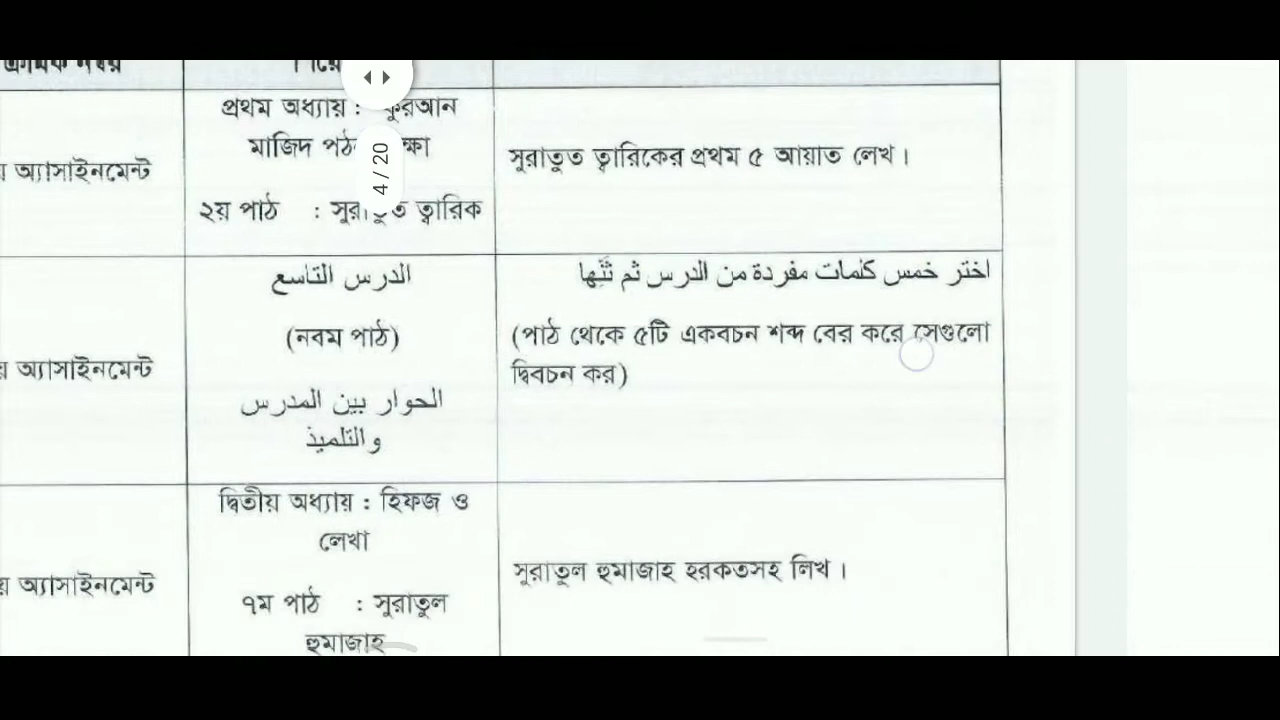 প্রথম অধ্যায় : কুরআন
মাজিদ পঠ
4 / 20
২য় পাঠ : সুরাতুত ত্বারিক
সুরাতুত ত্বারিকের প্রথম ৫ আয়াত লেখ।
অ্যাসাইনমেন্ট
الدرس التاسع
(নবম পাঠ)
الحوار بين المدرس
والتلميذ
اختر خمس كلمات مفردة من الدرس ثم ثَنِّها
(পাঠ থেকে ৫টি একবচন শব্দ বের করে সেগুলো
দ্বিবচন কর)
অ্যাসাইনমেন্ট
দ্বিতীয় অধ্যায় : হিফজ ও
লেখা
৭ম পাঠ : সুরাতুল
হুমাজাহ
সুরাতুল হুমাজাহ হরকতসহ লিখ।
অ্যাসাইনমেন্ট